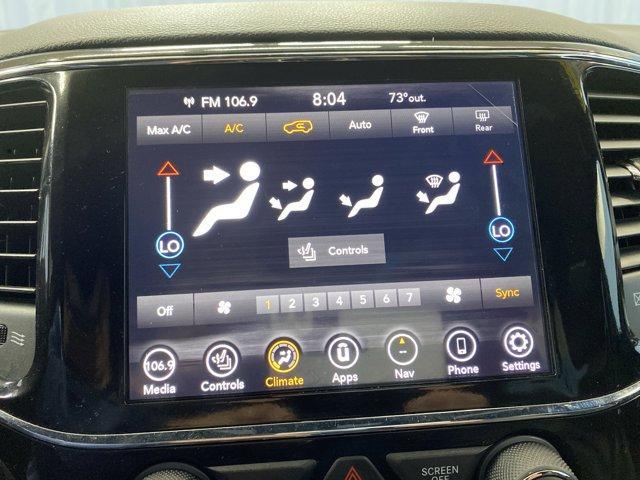 FM 106.9 8:04 73°out.
Max A/C A/C Auto Front Rear
LO LO
Controls
Off 1 2 3 4 5 6 7 Sync
106.9 --
Media Controls Climate Apps Nav Phone Settings
SCREEN
OFF